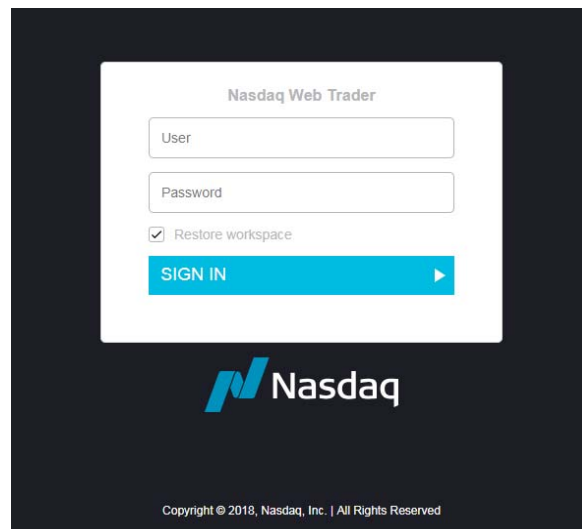 Nasdaq Web Trader
User
Password
Restore workspace
SIGN IN
Nasdaq
Copyright © 2018, Nasdaq, Inc. | All Rights Reserved